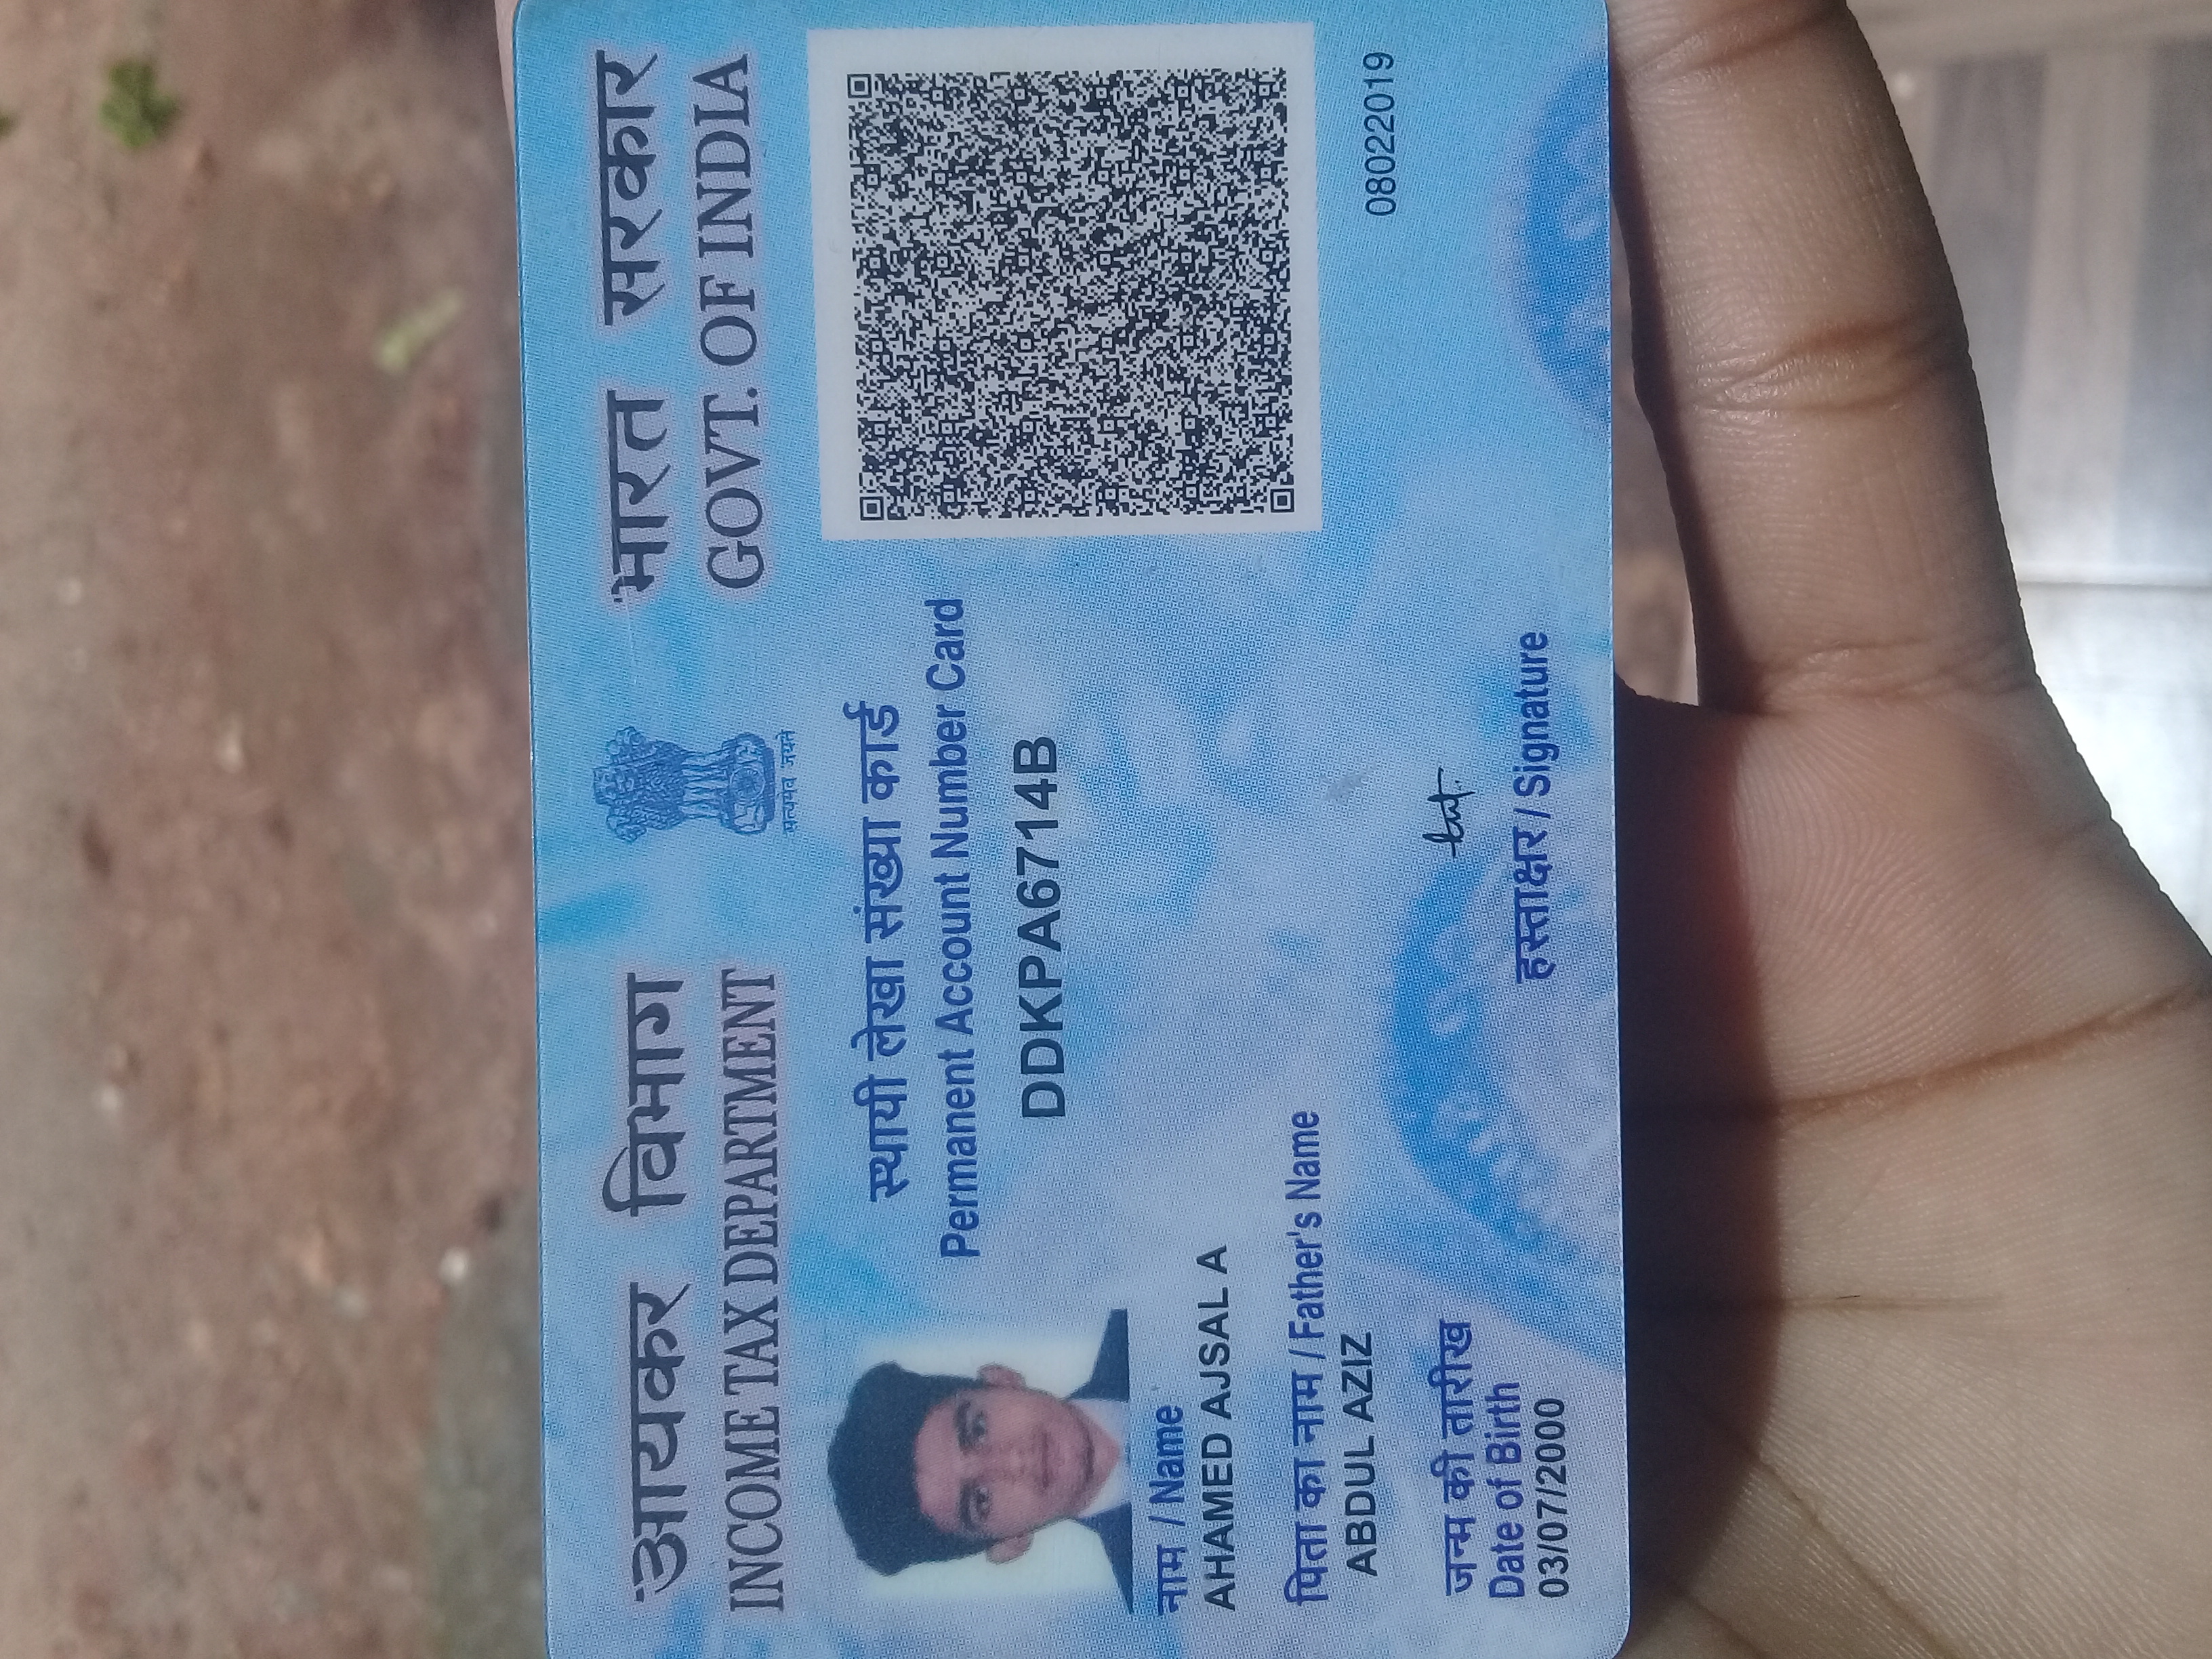 आयकर विभाग
INCOME TAX DEPARTMENT
सत्यमेव जयते
भारत सरकार
GOVT. OF INDIA
स्थायी लेखा संख्या कार्ड
Permanent Account Number Card
DDKPA6714B
नाम / Name
AHAMED AJSAL A
पिता का नाम / Father's Name
ABDUL AZIZ
08022019
जन्म की तारीख
Date of Birth
03/07/2000
हस्ताक्षर / Signature